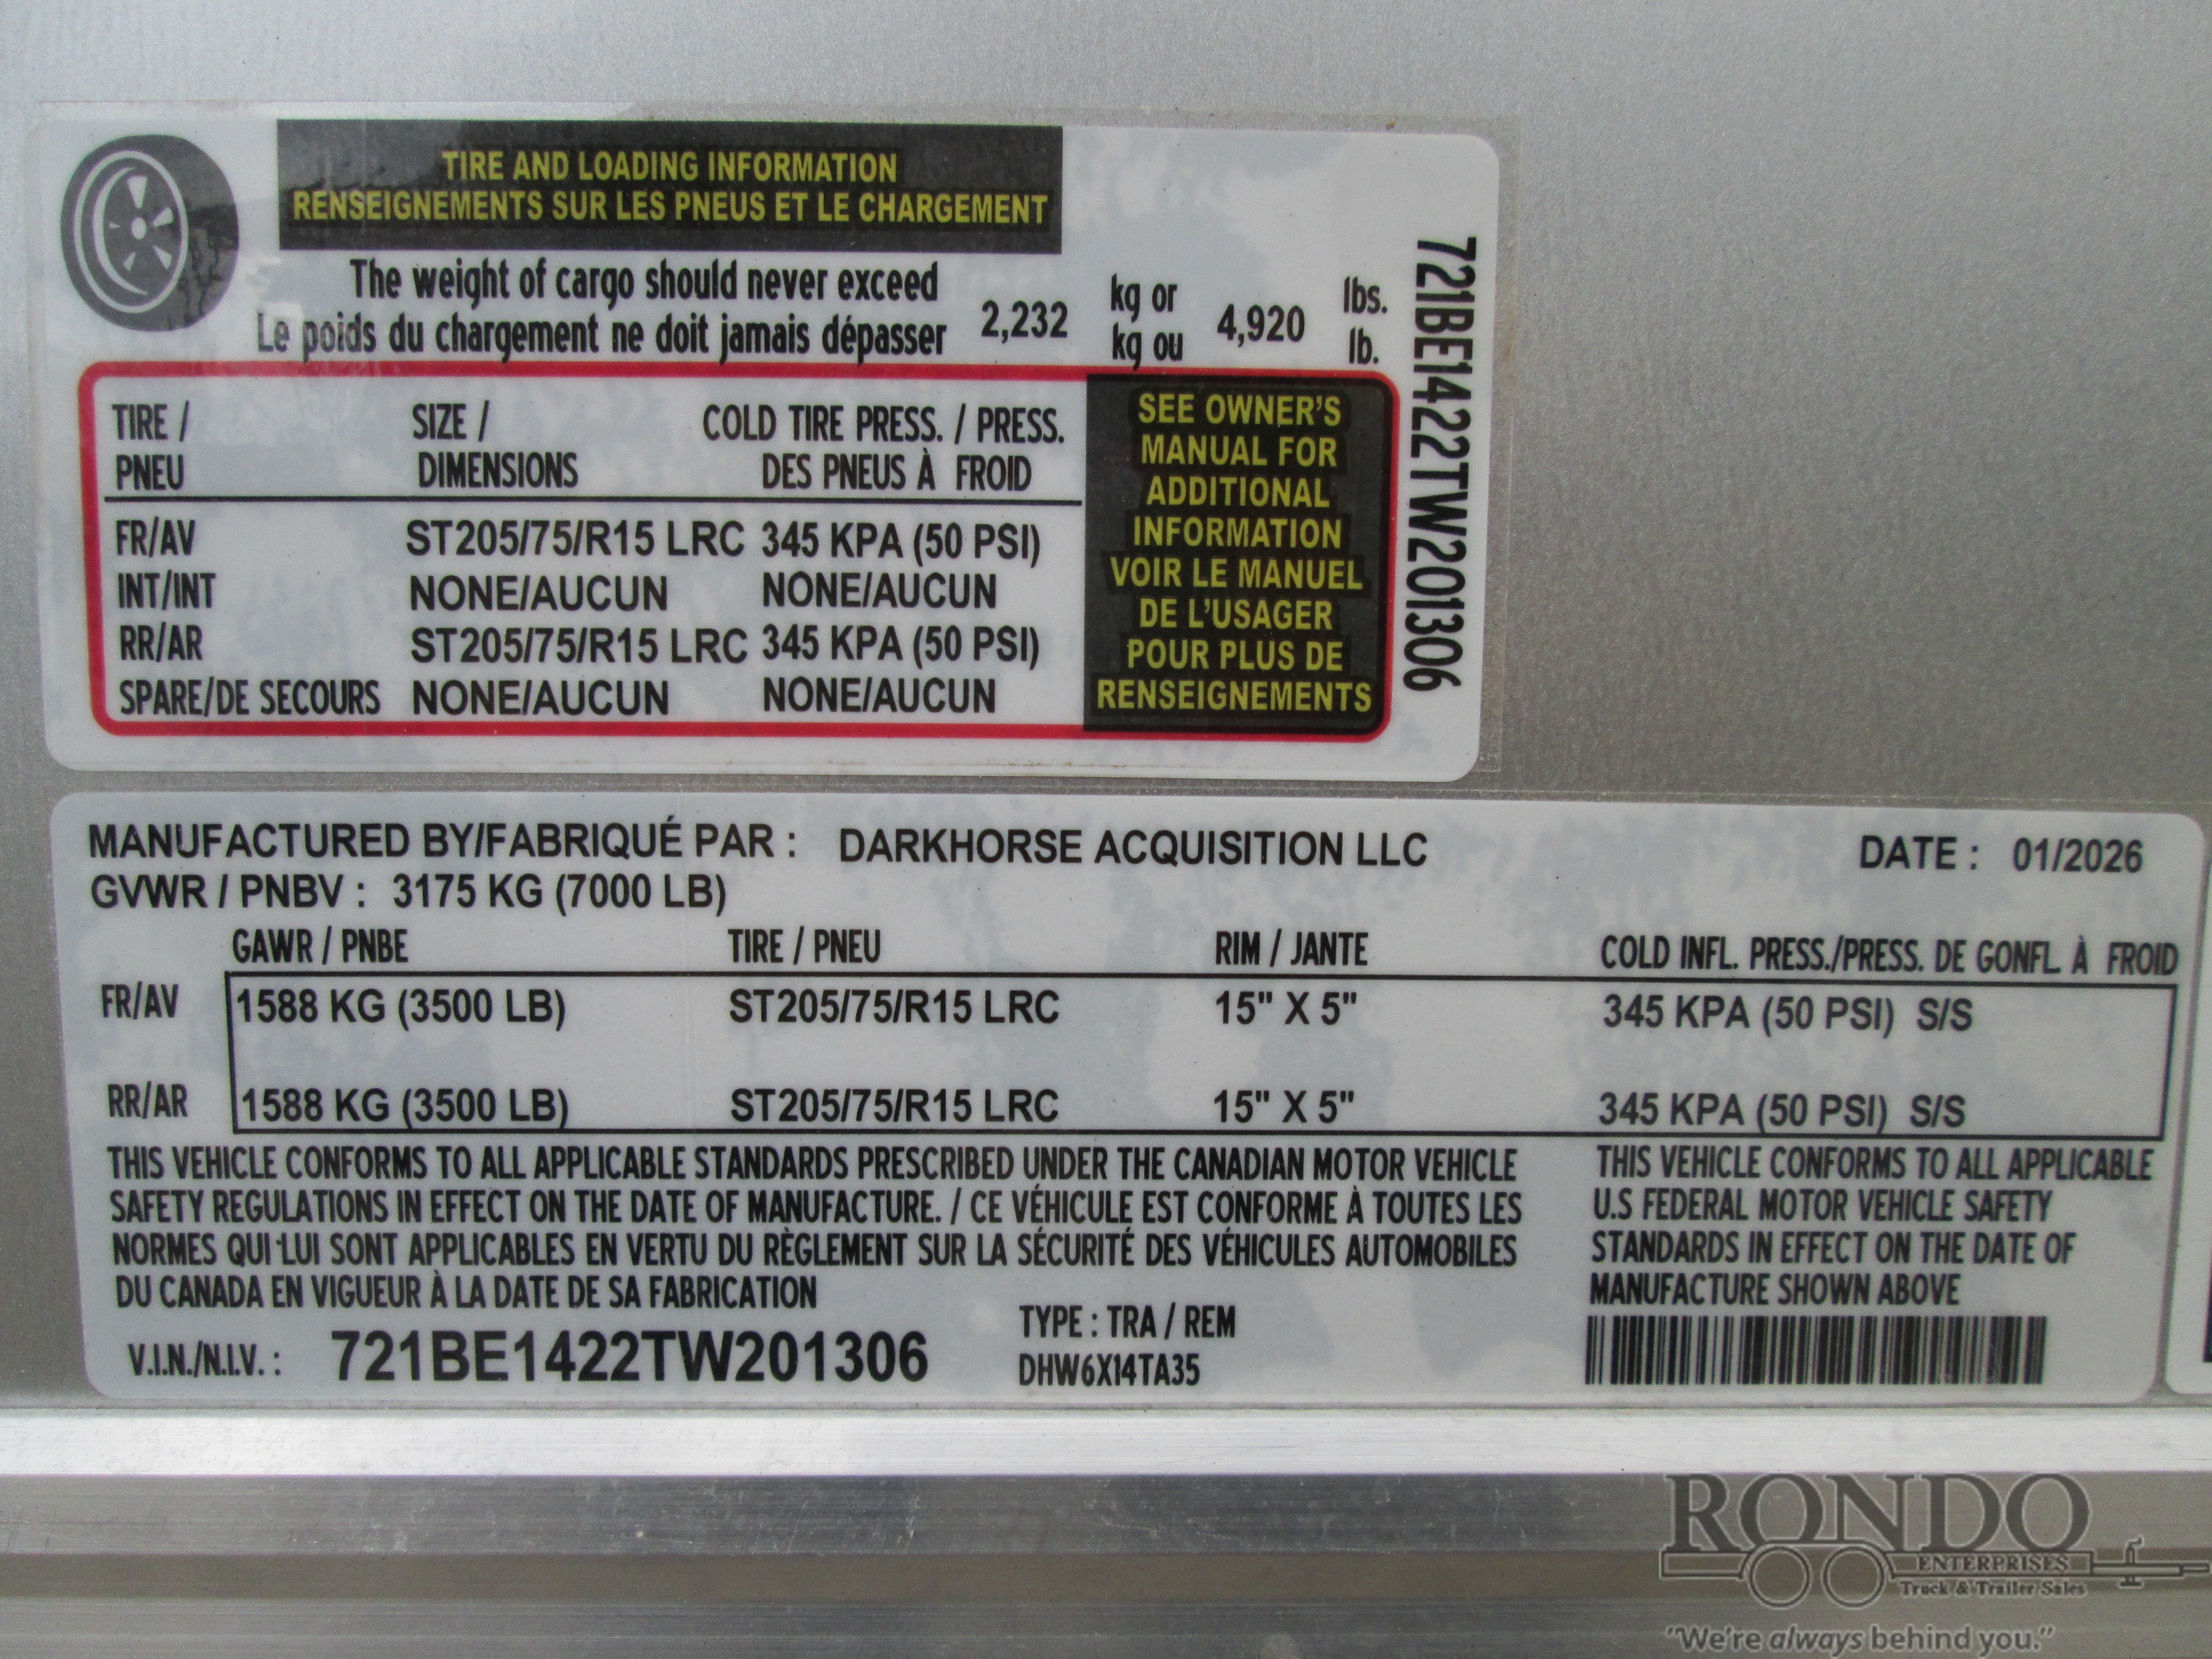 TIRE AND LOADING INFORMATION
RENSEIGNEMENTS SUR LES PNEUS ET LE CHARGEMENT
The weight of cargo should never exceed
Le poids du chargement ne doit jamais dépasser
2,232
kg or
kg ou
4,920
lbs.
lb.
TIRE / SIZE / COLD TIRE PRESS. / PRESS.
PNEU DIMENSIONS DES PNEUS À FROID
FR/AV ST205/75/R15 LRC 345 KPA (50 PSI)
INT/INT NONE/AUCUN NONE/AUCUN
RR/AR ST205/75/R15 LRC 345 KPA (50 PSI)
SPARE/DE SECOURS NONE/AUCUN NONE/AUCUN
SEE OWNER'S
MANUAL FOR
ADDITIONAL
INFORMATION
VOIR LE MANUEL
DE L'USAGER
POUR PLUS DE
RENSEIGNEMENTS
721BE1422TW201306
MANUFACTURED BY/FABRIQUÉ PAR : DARKHORSE ACQUISITION LLC DATE : 01/2026
GVWR / PNBV : 3175 KG (7000 LB)
GAWR / PNBE TIRE / PNEU RIM / JANTE COLD INFL. PRESS./PRESS. DE GONFL. À FROID
FR/AV 1588 KG (3500 LB) ST205/75/R15 LRC 15" X 5" 345 KPA (50 PSI) S/S
RR/AR 1588 KG (3500 LB) ST205/75/R15 LRC 15" X 5" 345 KPA (50 PSI) S/S
THIS VEHICLE CONFORMS TO ALL APPLICABLE STANDARDS PRESCRIBED UNDER THE CANADIAN MOTOR VEHICLE
SAFETY REGULATIONS IN EFFECT ON THE DATE OF MANUFACTURE. / CE VÉHICULE EST CONFORME À TOUTES LES
NORMES QUI LUI SONT APPLICABLES EN VERTU DU RÈGLEMENT SUR LA SÉCURITÉ DES VÉHICULES AUTOMOBILES
DU CANADA EN VIGUEUR À LA DATE DE SA FABRICATION
THIS VEHICLE CONFORMS TO ALL APPLICABLE
U.S FEDERAL MOTOR VEHICLE SAFETY
STANDARDS IN EFFECT ON THE DATE OF
MANUFACTURE SHOWN ABOVE
V.I.N./N.I.V. : 721BE1422TW201306
TYPE : TRA / REM
DHW6X14TA35
RONDO
ENTERPRISES
Truck & Trailer Sales
"We're always behind you."